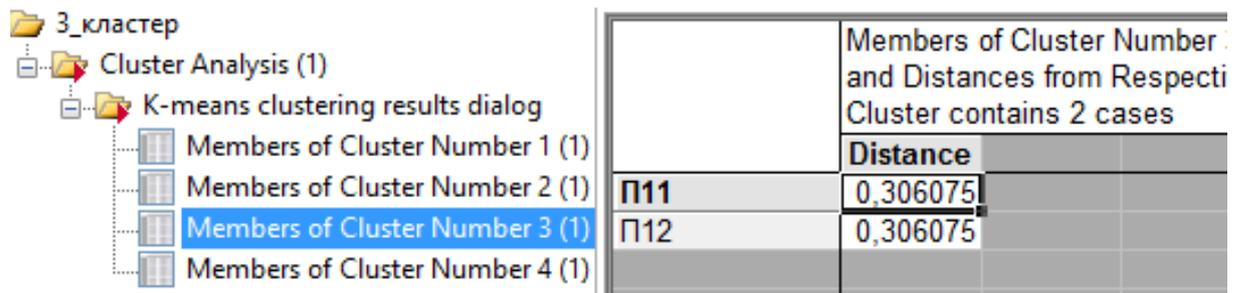 3_кластер
Cluster Analysis (1)
K-means clustering results dialog
Members of Cluster Number 1 (1)
Members of Cluster Number 2 (1)
Members of Cluster Number 3 (1)
Members of Cluster Number 4 (1)
Members of Cluster Number
and Distances from Respecti
Cluster contains 2 cases
Distance
П11 0,306075
П12 0,306075